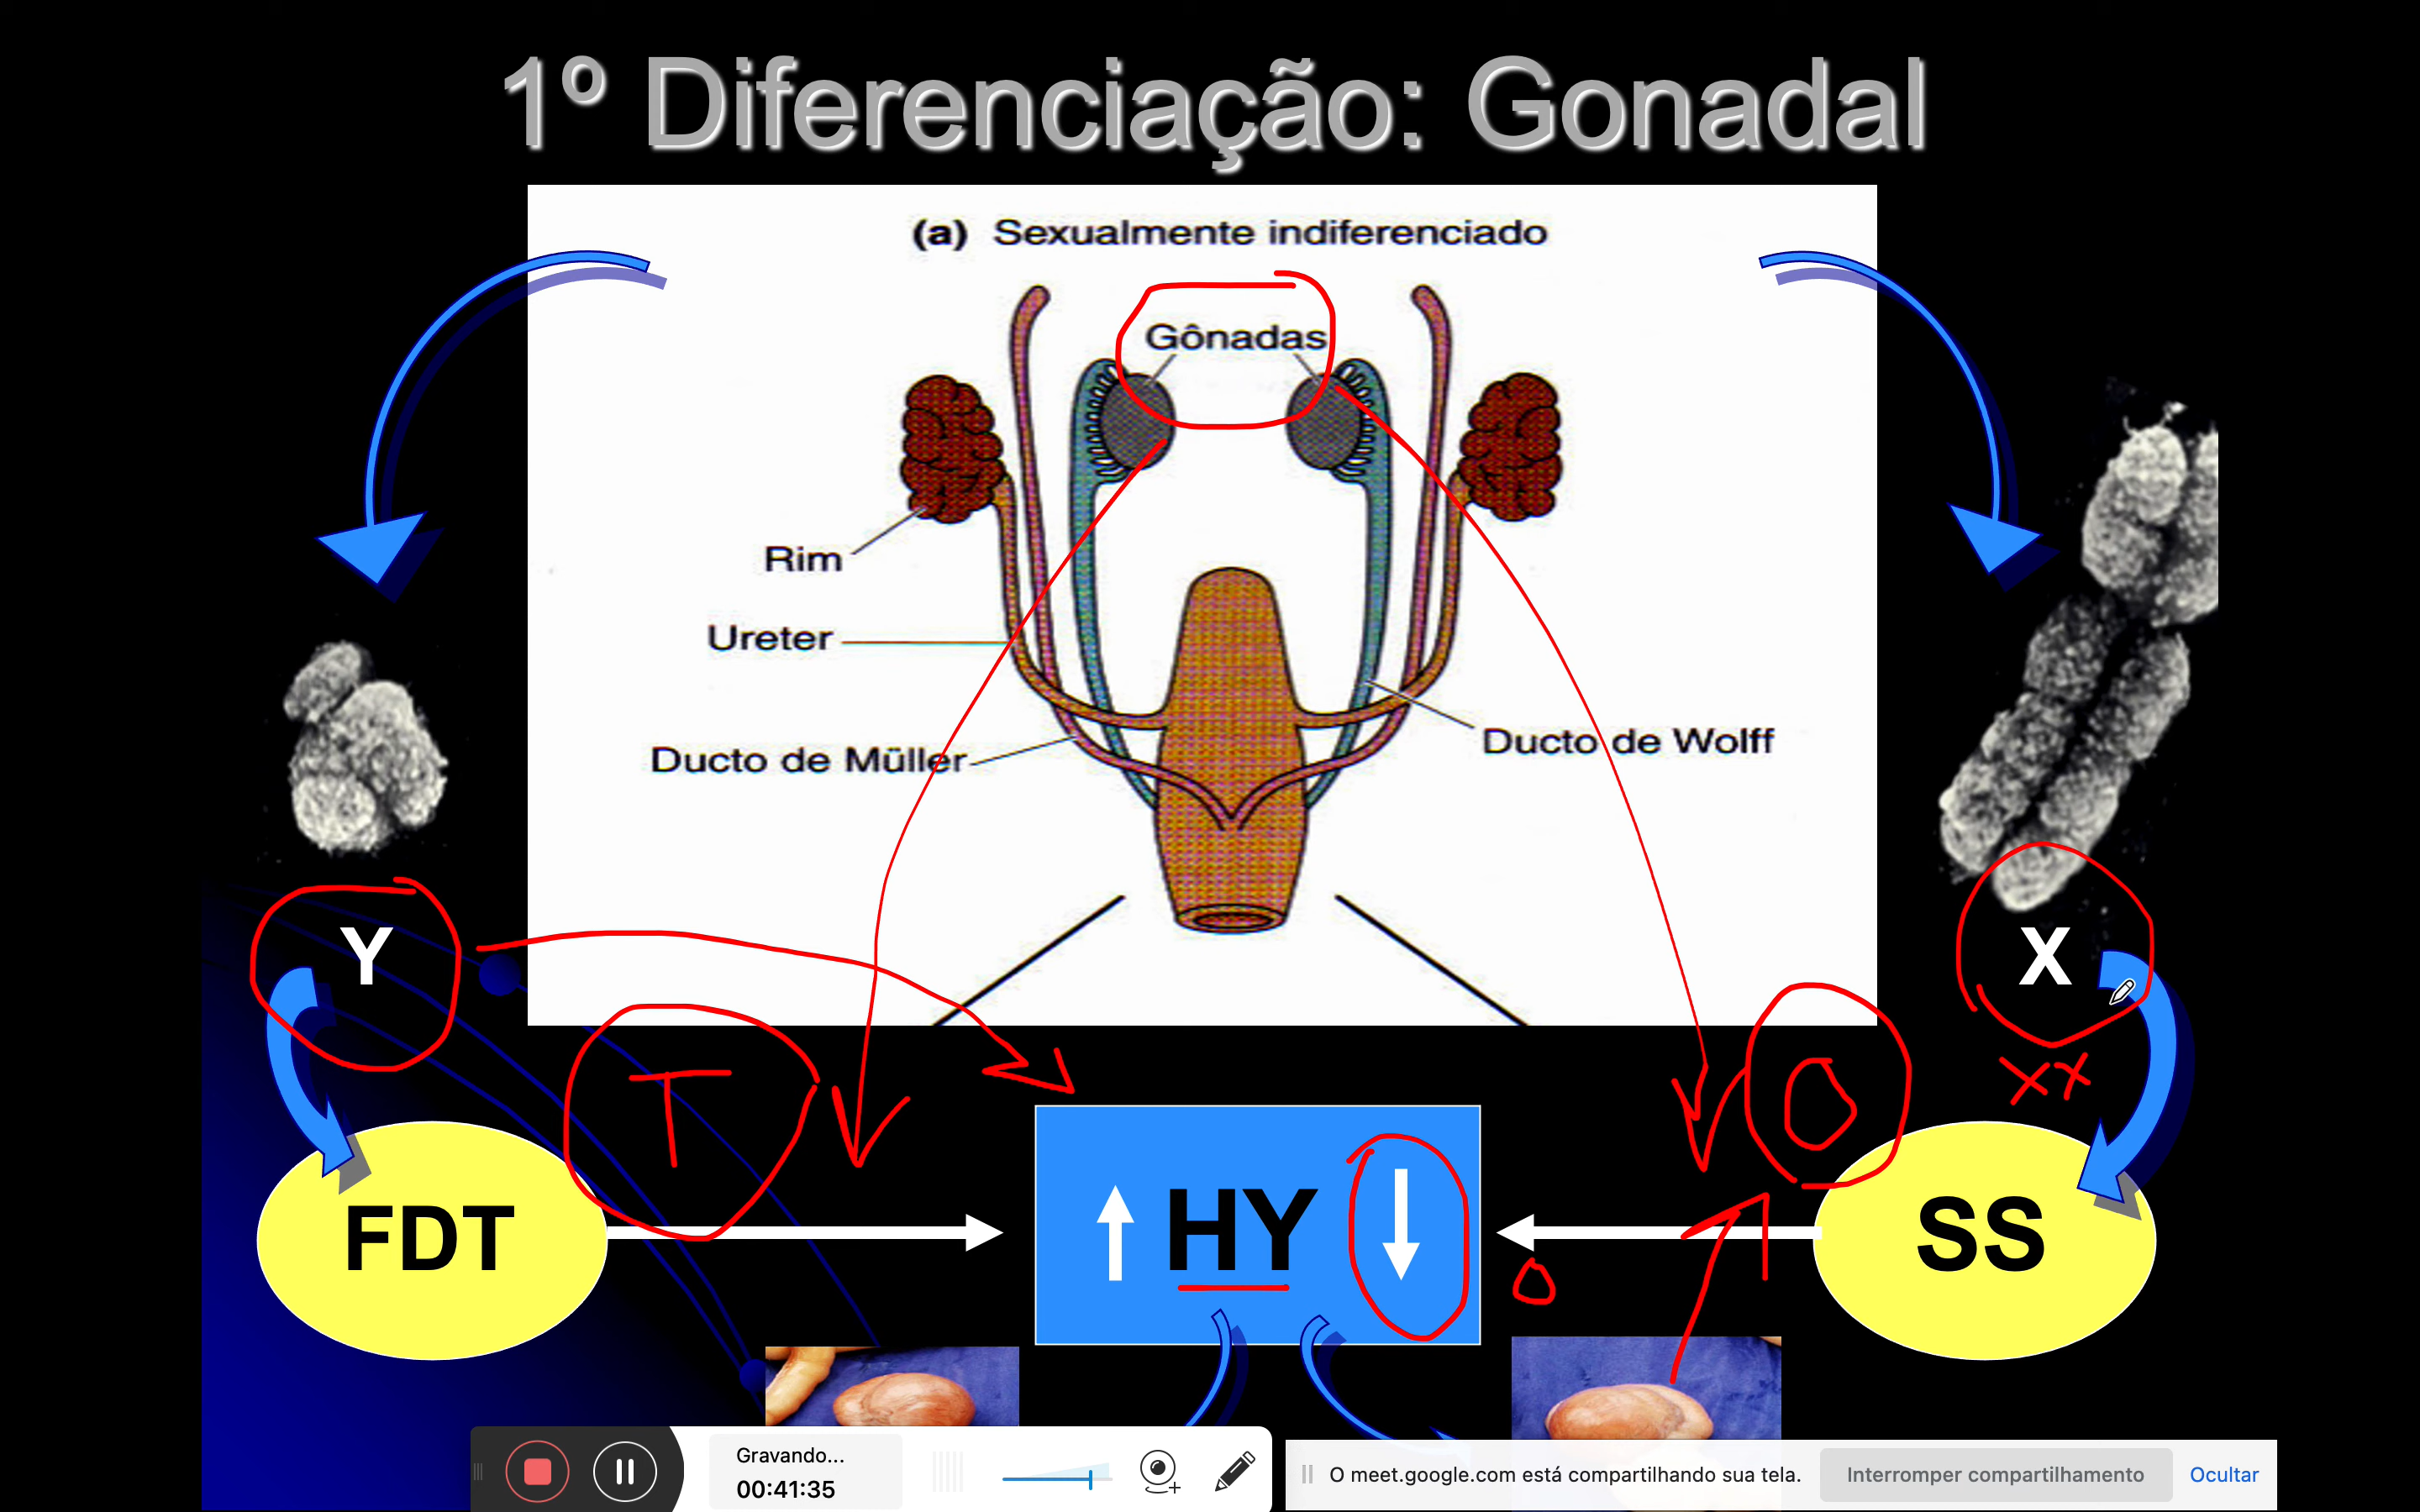 1º Diferenciação: Gonadal
(a) Sexualmente indiferenciado
Gônadas
Rim
Ureter
Ducto de Müller
Ducto de Wolff
Y
X
XX
T
O
FDT
HY
O
SS
Gravando...
00:41:35
O meet.google.com está compartilhando sua tela.
Interromper compartilhamento
Ocultar